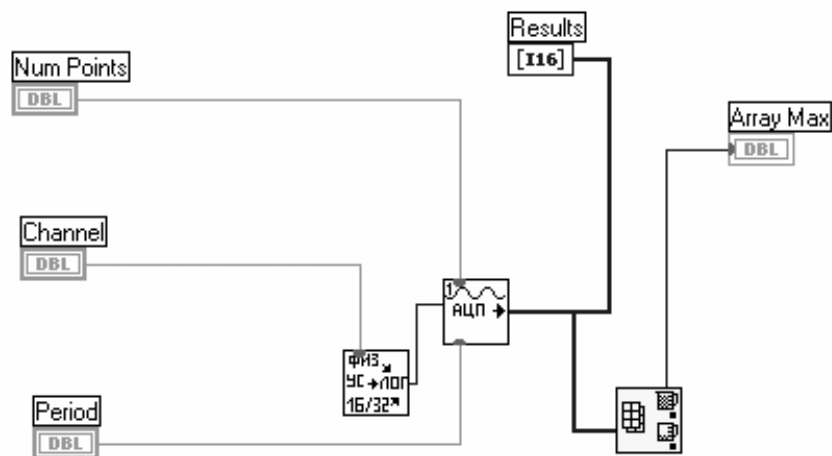 Results
[I16]
Num Points
DBL
Array Max
DBL
Channel
DBL
1
АЦП
ФИЗ
УС→ЛОГ
16/32
Period
DBL